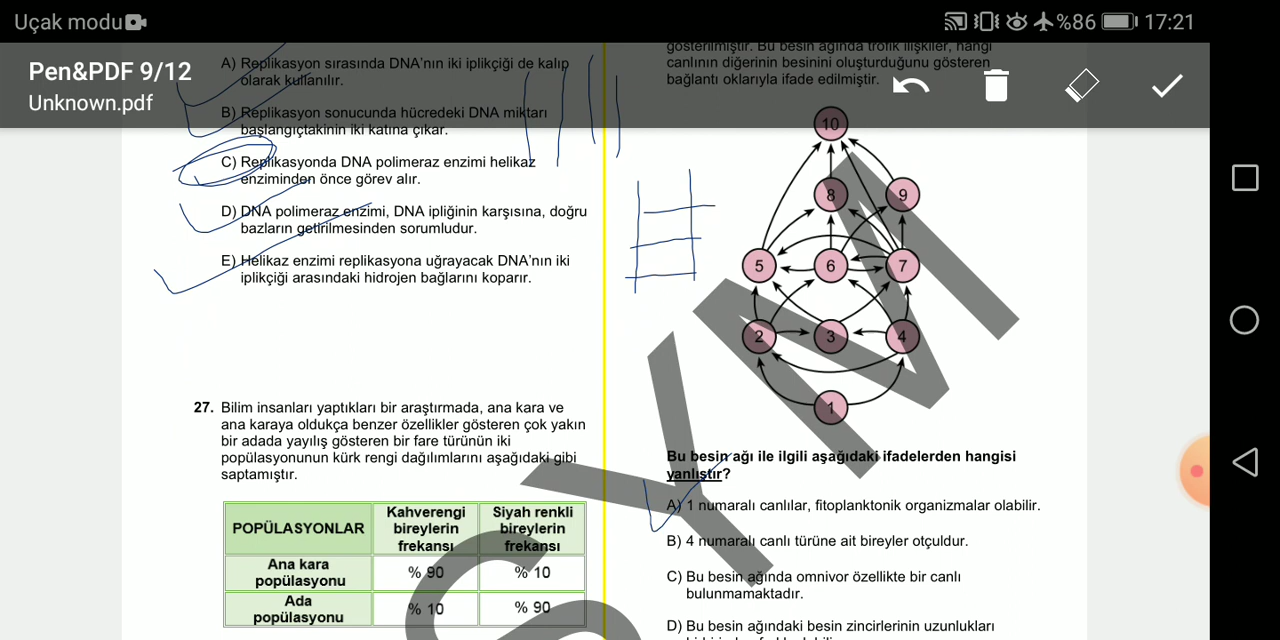 Uçak modu
%86 17:21
Pen&PDF 9/12
Unknown.pdf
A) Replikasyon sırasında DNA'nın iki iplikçiği de kalıp
olarak kullanılır.
B) Replikasyon sonucunda hücredeki DNA miktarı
başlangıçtakinin iki katına çıkar.
C) Replikasyonda DNA polimeraz enzimi helikaz
enziminden önce görev alır.
D) DNA polimeraz enzimi, DNA ipliğinin karşısına, doğru
bazların getirilmesinden sorumludur.
E) Helikaz enzimi replikasyona uğrayacak DNA'nın iki
iplikçiği arasındaki hidrojen bağlarını koparır.
27. Bilim insanları yaptıkları bir araştırmada, ana kara ve
ana karaya oldukça benzer özellikler gösteren çok yakın
bir adada yayılış gösteren bir fare türünün iki
popülasyonunun kürk rengi dağılımlarını aşağıdaki gibi
saptamıştır.
POPÜLASYONLAR
Kahverengi
bireylerin
frekansı
Siyah renkli
bireylerin
frekansı
Ana kara
popülasyonu
% 90
% 10
Ada
popülasyonu
% 10
% 90
gösterilmiştir. Bu besin ağında trofik ilişkiler, hangi
canlının diğerinin besinini oluşturduğunu gösteren
bağlantı oklarıyla ifade edilmiştir.
10
8
9
5
6
7
2
3
4
1
Bu besin ağı ile ilgili aşağıdaki ifadelerden hangisi
yanlıştır?
A) 1 numaralı canlılar, fitoplanktonik organizmalar olabilir.
B) 4 numaralı canlı türüne ait bireyler otçuldur.
C) Bu besin ağında omnivor özellikte bir canlı
bulunmamaktadır.
D) Bu besin ağındaki besin zincirlerinin uzunlukları